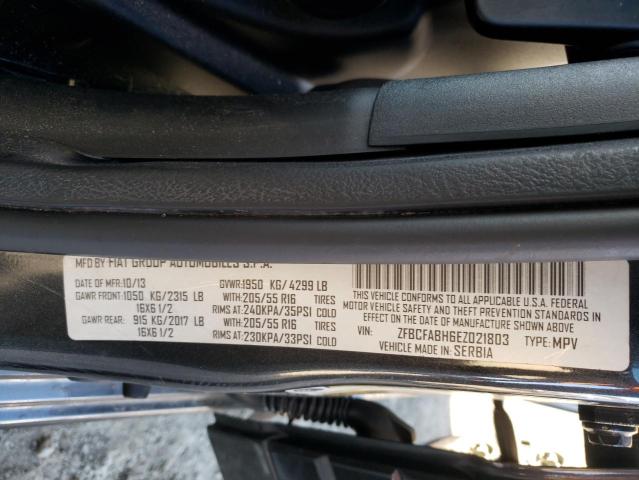 MFD BY FIAT GROUP AUTOMOBILES S.P.A.
DATE OF MFR:10/13 GVWR:1950 KG/ 4299 LB
GAWR FRONT:1050 KG/2315 LB WITH:205/55 R16 TIRES
16X6 1/2 RIMS AT:240KPA/35PSI COLD
GAWR REAR: 915 KG/2017 LB WITH:205/55 R16 TIRES
16X6 1/2 RIMS AT:230KPA/33PSI COLD
THIS VEHICLE CONFORMS TO ALL APPLICABLE U.S.A. FEDERAL
MOTOR VEHICLE SAFETY AND THEFT PREVENTION STANDARDS
IN EFFECT ON THE DATE OF MANUFACTURE SHOWN ABOVE.
VIN: ZFBCFABH6EZ021803 TYPE: MPV
VEHICLE MADE IN: SERBIA